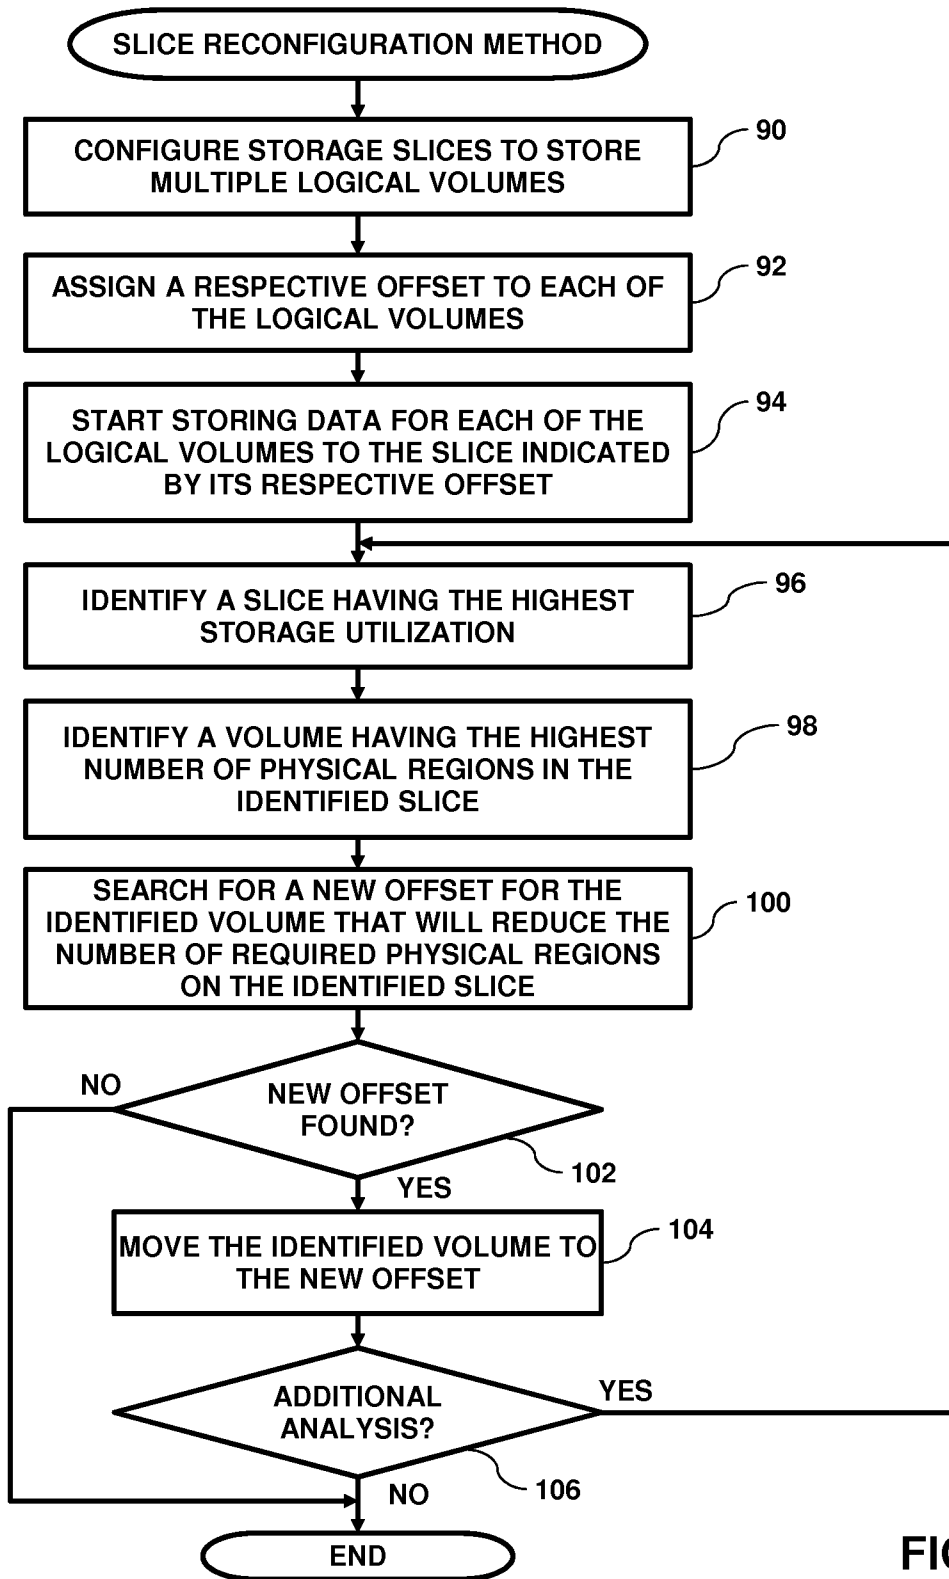 SLICE RECONFIGURATION METHOD
CONFIGURE STORAGE SLICES TO STORE
MULTIPLE LOGICAL VOLUMES
90
ASSIGN A RESPECTIVE OFFSET TO EACH OF
THE LOGICAL VOLUMES
92
START STORING DATA FOR EACH OF THE
LOGICAL VOLUMES TO THE SLICE INDICATED
BY ITS RESPECTIVE OFFSET
94
IDENTIFY A SLICE HAVING THE HIGHEST
STORAGE UTILIZATION
96
IDENTIFY A VOLUME HAVING THE HIGHEST
NUMBER OF PHYSICAL REGIONS IN THE
IDENTIFIED SLICE
98
SEARCH FOR A NEW OFFSET FOR THE
IDENTIFIED VOLUME THAT WILL REDUCE THE
NUMBER OF REQUIRED PHYSICAL REGIONS
ON THE IDENTIFIED SLICE
100
NO
NEW OFFSET
FOUND?
102
YES
MOVE THE IDENTIFIED VOLUME TO
THE NEW OFFSET
104
ADDITIONAL
ANALYSIS?
YES
106
NO
END